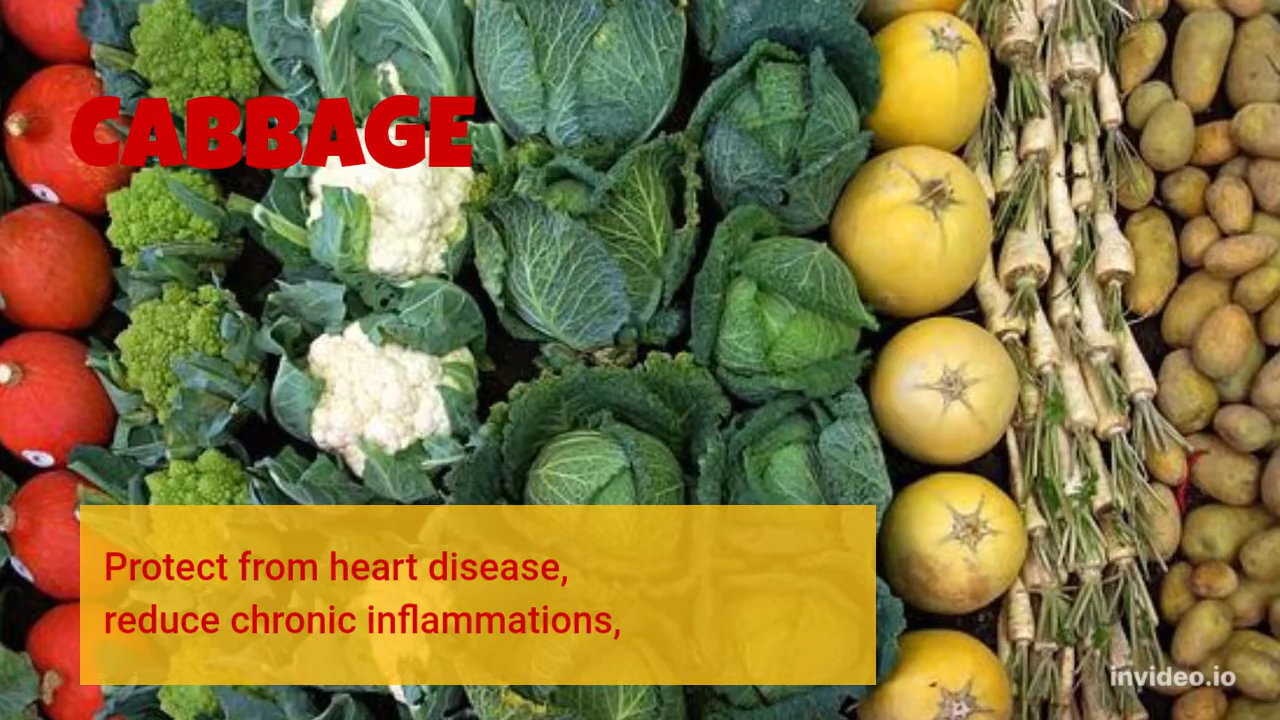 CABBAGE
Protect from heart disease,
reduce chronic inflammations,
invideo.io